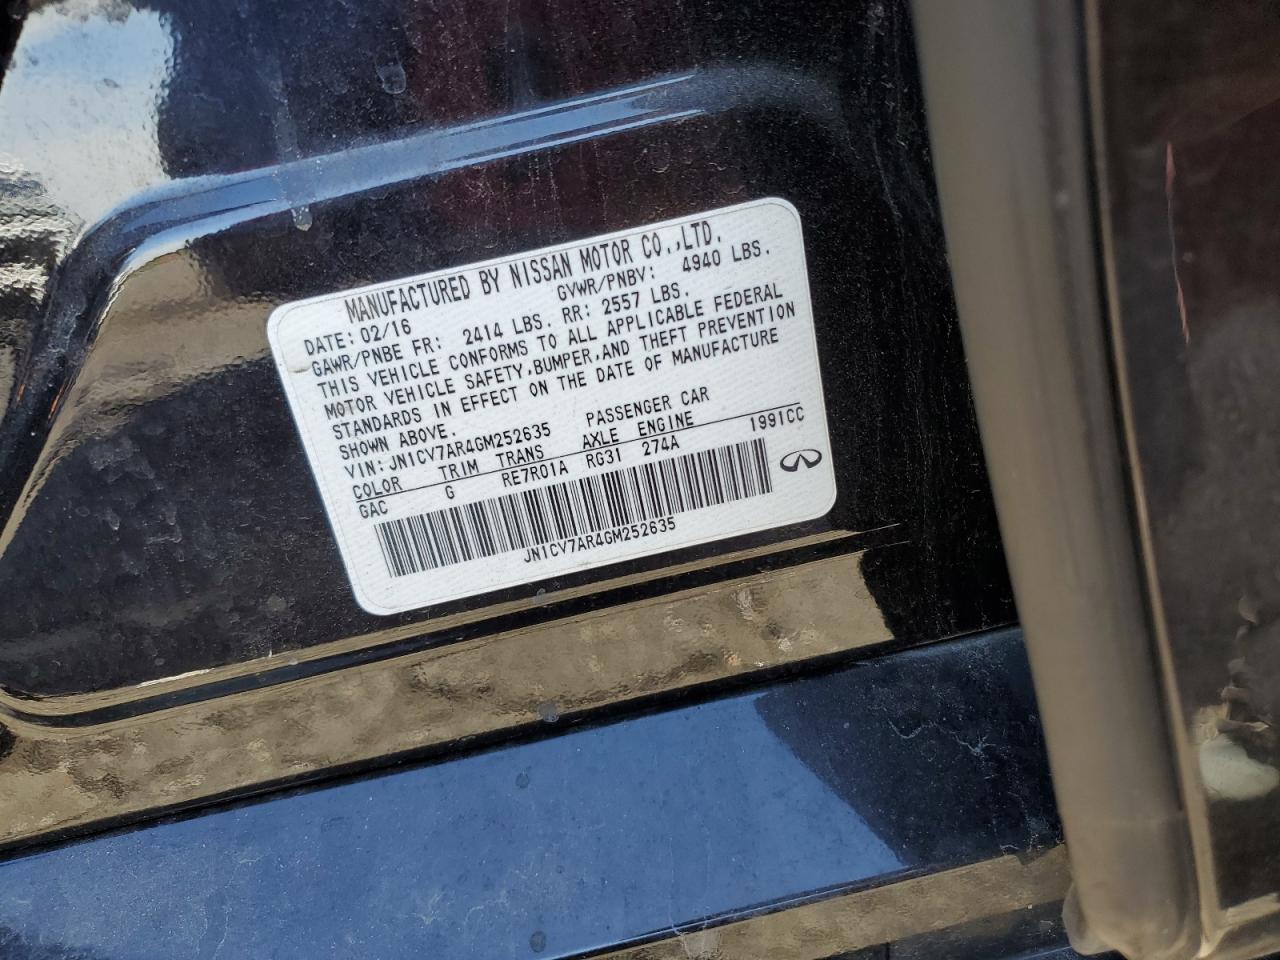 MANUFACTURED BY NISSAN MOTOR CO.,LTD.
DATE: 02/16 GVWR/PNBV: 4940 LBS.
GAWR/PNBE FR: 2414 LBS. RR: 2557 LBS.
THIS VEHICLE CONFORMS TO ALL APPLICABLE FEDERAL
MOTOR VEHICLE SAFETY,BUMPER,AND THEFT PREVENTION
STANDARDS IN EFFECT ON THE DATE OF MANUFACTURE
SHOWN ABOVE.
VIN: JN1CV7AR4GM252635 PASSENGER CAR
COLOR TRIM TRANS AXLE ENGINE 1991CC
GAC G RE7R01A RG31 274A
JN1CV7AR4GM252635